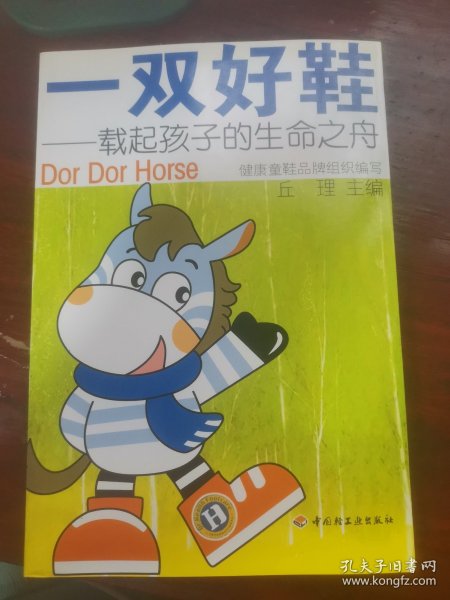 一双好鞋
——载起孩子的生命之舟
Dor Dor Horse
健康童鞋品牌组织编写
丘 理 主编
H
中国轻工业出版社
孔夫子旧书网
www.kongfz.com